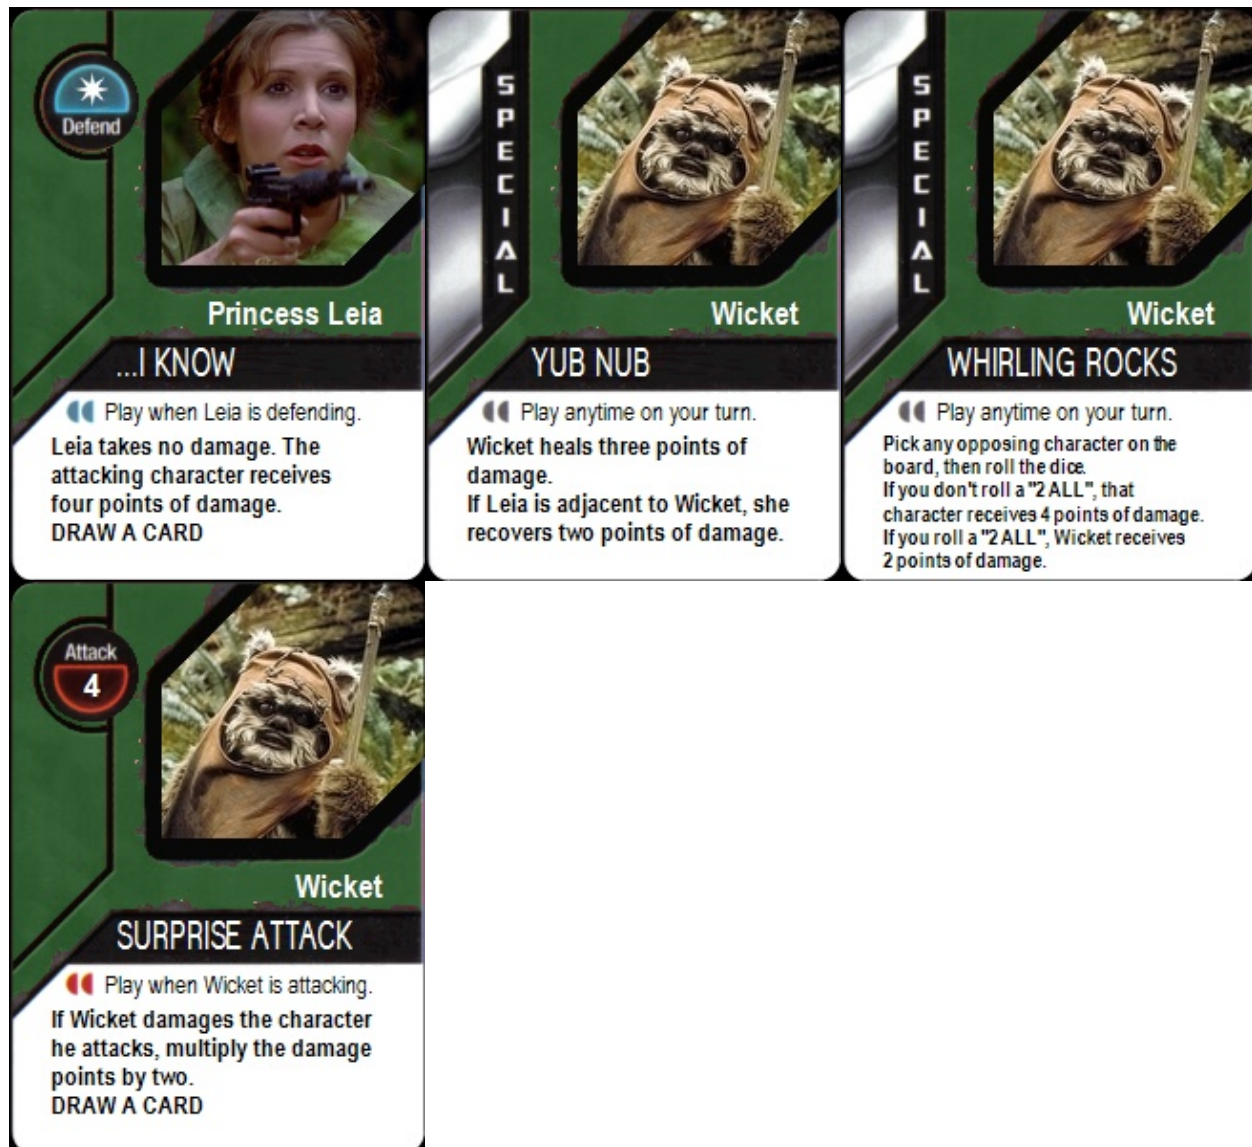 Defend
Princess Leia
...I KNOW
Play when Leia is defending.
Leia takes no damage. The
attacking character receives
four points of damage.
DRAW A CARD
SPECIAL
Wicket
YUB NUB
Play anytime on your turn.
Wicket heals three points of
damage.
If Leia is adjacent to Wicket, she
recovers two points of damage.
SPECIAL
Wicket
WHIRLING ROCKS
Play anytime on your turn.
Pick any opposing character on the
board, then roll the dice.
If you don't roll a "2 ALL", that
character receives 4 points of damage.
If you roll a "2 ALL", Wicket receives
2 points of damage.
Attack
4
Wicket
SURPRISE ATTACK
Play when Wicket is attacking.
If Wicket damages the character
he attacks, multiply the damage
points by two.
DRAW A CARD